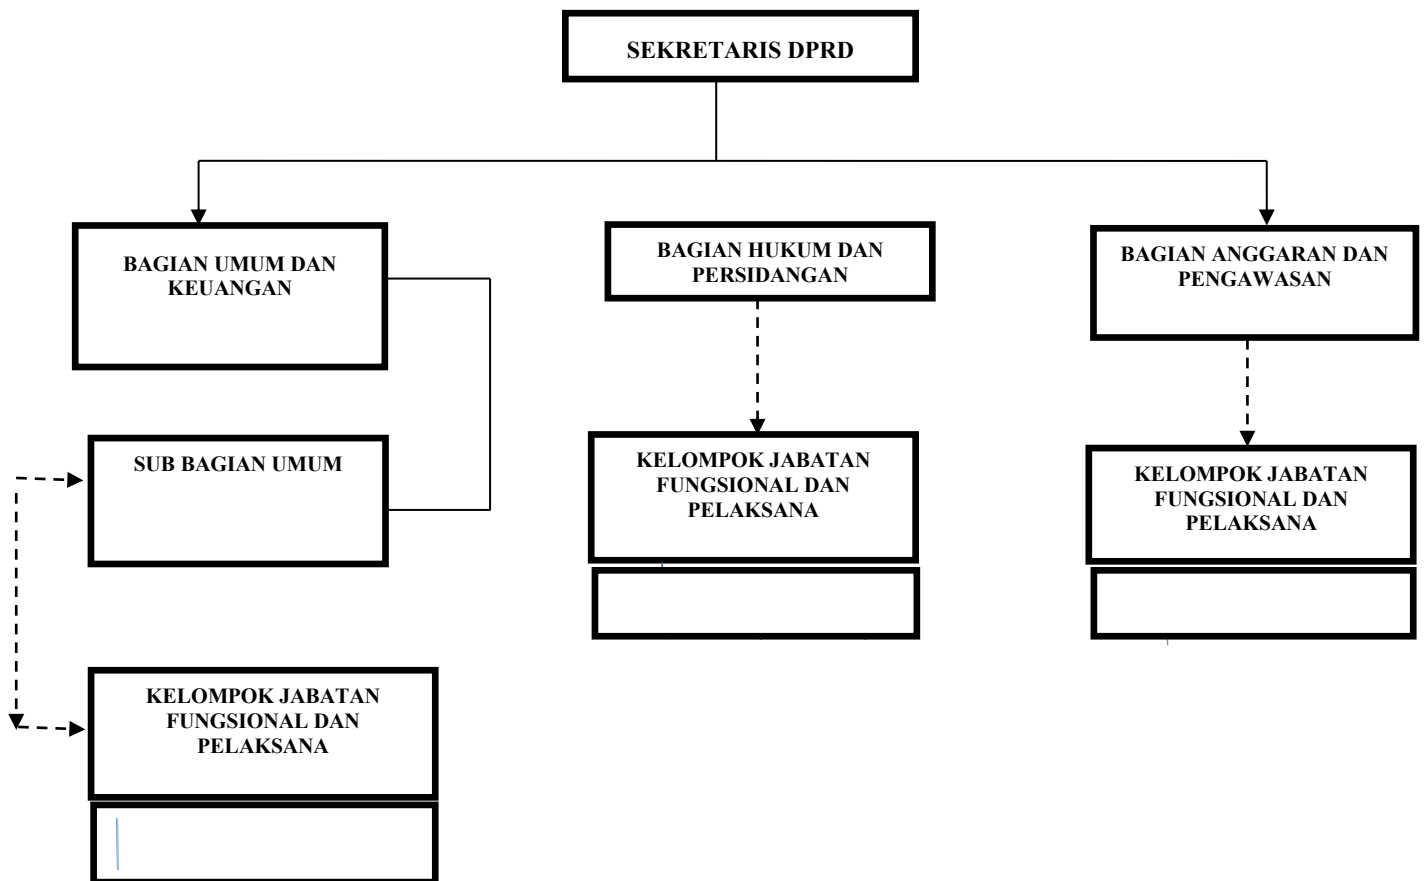 SEKRETARIS DPRD
BAGIAN UMUM DAN
KEUANGAN
BAGIAN HUKUM DAN
PERSIDANGAN
BAGIAN ANGGARAN DAN
PENGAWASAN
SUB BAGIAN UMUM
KELOMPOK JABATAN
FUNGSIONAL DAN
PELAKSANA
KELOMPOK JABATAN
FUNGSIONAL DAN
PELAKSANA
KELOMPOK JABATAN
FUNGSIONAL DAN
PELAKSANA